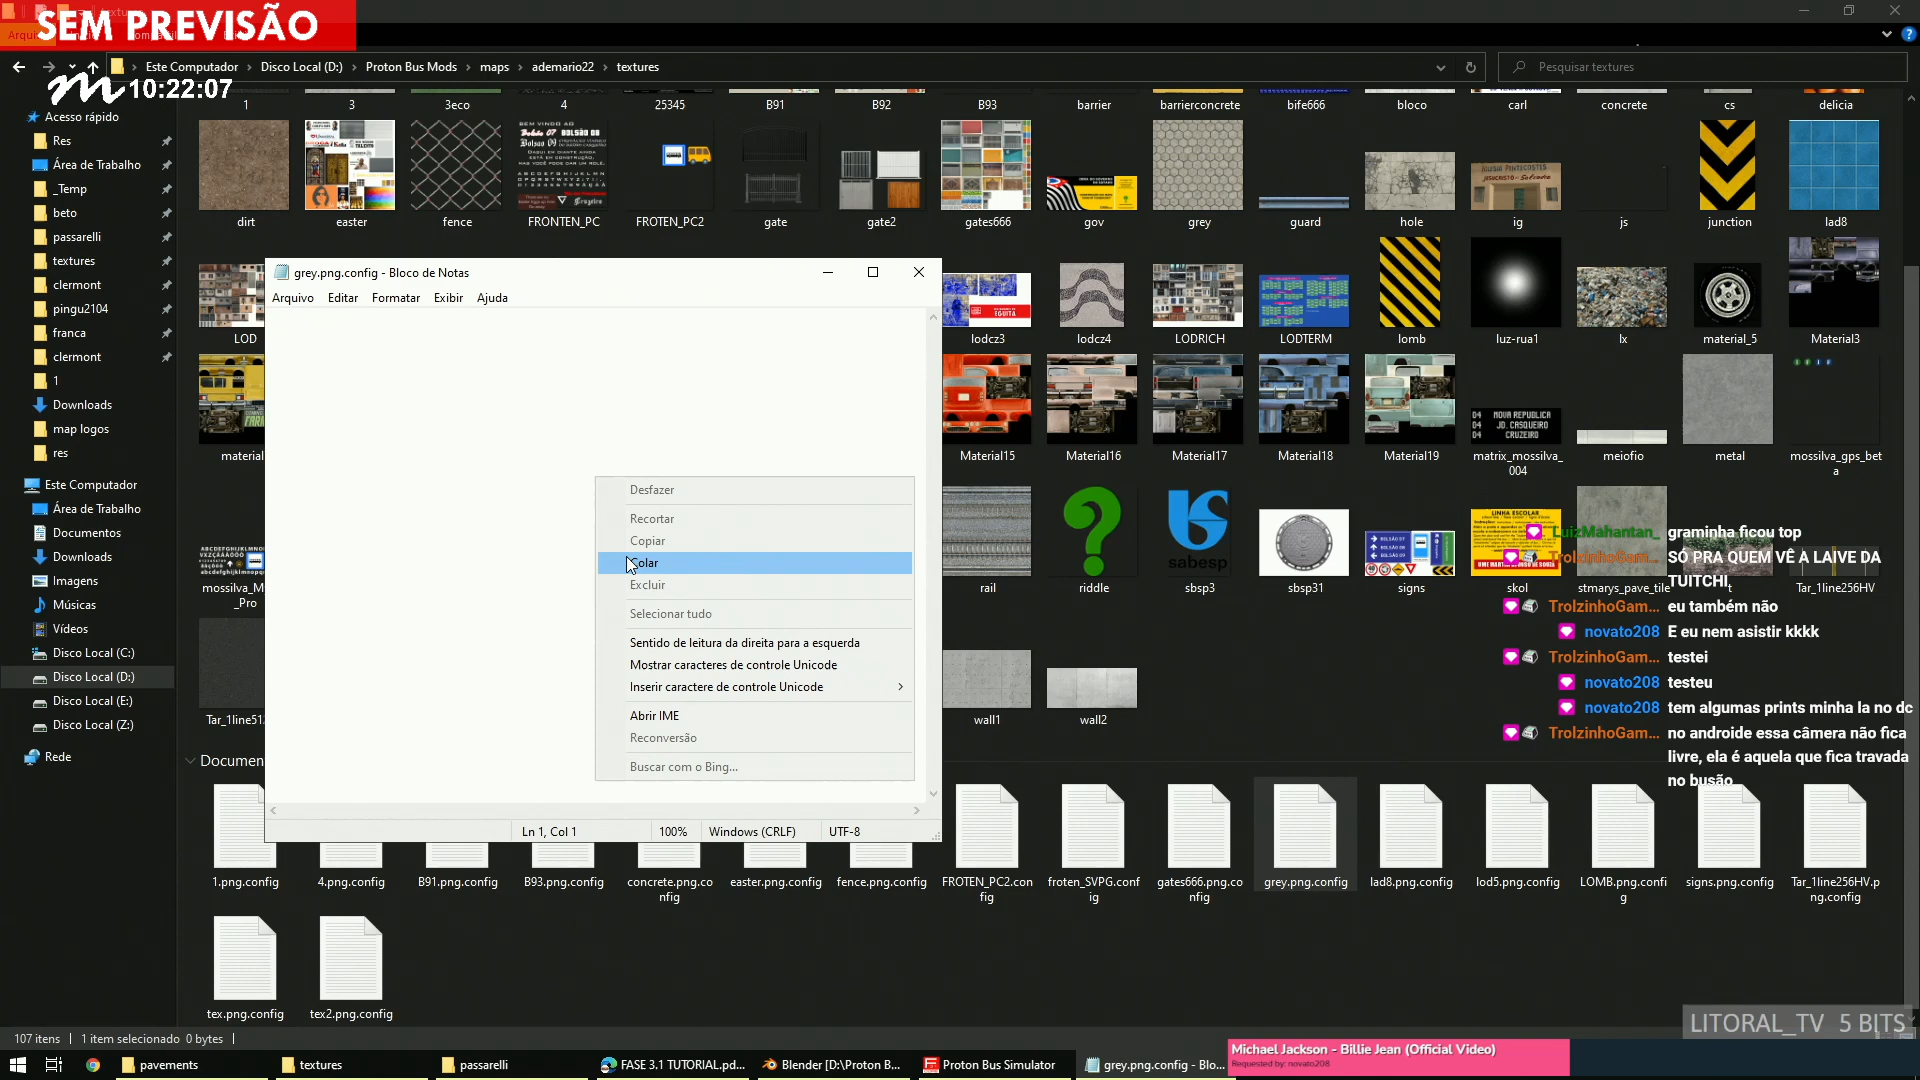 SEM PREVISÃO
10:22:07
Este Computador
Disco Local (D:)
Proton Bus Mods
maps
ademario22
textures
Pesquisar textures
Acesso rápido
Res
Área de Trabalho
_Temp
beto
passarelli
textures
clermont
pingu2104
franca
clermont
1
Downloads
map logos
res
Este Computador
Área de Trabalho
Documentos
Downloads
Imagens
Músicas
Vídeos
Disco Local (C:)
Disco Local (D:)
Disco Local (E:)
Disco Local (Z:)
Rede
1
3
3eco
4
25345
B91
B92
B93
barrier
barrierconcrete
bife666
bloco
carl
concrete
cs
delicia
dirt
easter
fence
FRONTEN_PC
FROTEN_PC2
gate
gate2
gates666
gov
grey
guard
hole
ig
js
junction
lad8
LOD
lodcz3
lodcz4
LODRICH
LODTERM
lomb
luz-rua1
lx
material_5
Material3
material
Material15
Material16
Material17
Material18
Material19
matrix_mossilva_004
meiofio
metal
mossilva_gps_beta
NOVA REPUBLICA
JD. CASQUEIRO
CRUZEIRO
mossilva_M
_Pro
rail
riddle
sbsp3
sabesp
sbsp31
signs
skol
LINHA ESCOLAR
stmarys_pave_tile
t
Tar_1line256HV
Tar_1line51
wall1
wall2
grey.png.config - Bloco de Notas
Arquivo
Editar
Formatar
Exibir
Ajuda
Desfazer
Recortar
Copiar
Colar
Excluir
Selecionar tudo
Sentido de leitura da direita para a esquerda
Mostrar caracteres de controle Unicode
Inserir caractere de controle Unicode
Abrir IME
Reconversão
Buscar com o Bing...
Ln 1, Col 1
100%
Windows (CRLF)
UTF-8
LuizMahantan_ graminha ficou top
TrolzinhoGam... SÓ PRA QUEM VÊ A LAIVE DA
TUITCHI
TrolzinhoGam... eu também não
novato208 E eu nem asistir kkkk
TrolzinhoGam... testei
novato208 testeu
novato208 tem algumas prints minha la no dc
TrolzinhoGam... no androide essa câmera não fica
livre, ela é aquela que fica travada
no busão
Documen
1.png.config
4.png.config
B91.png.config
B93.png.config
concrete.png.config
easter.png.config
fence.png.config
FROTEN_PC2.config
froten_SVPG.config
gates666.png.config
grey.png.config
lad8.png.config
lod5.png.config
LOMB.png.config
signs.png.config
Tar_1line256HV.png.config
tex.png.config
tex2.png.config
107 itens
1 item selecionado 0 bytes
LITORAL_TV 5 BITS
pavements
textures
passarelli
FASE 3.1 TUTORIAL.pd...
Blender [D:\Proton B...
Proton Bus Simulator
grey.png.config - Blo...
Michael Jackson - Billie Jean (Official Video)
Requested by: novato208